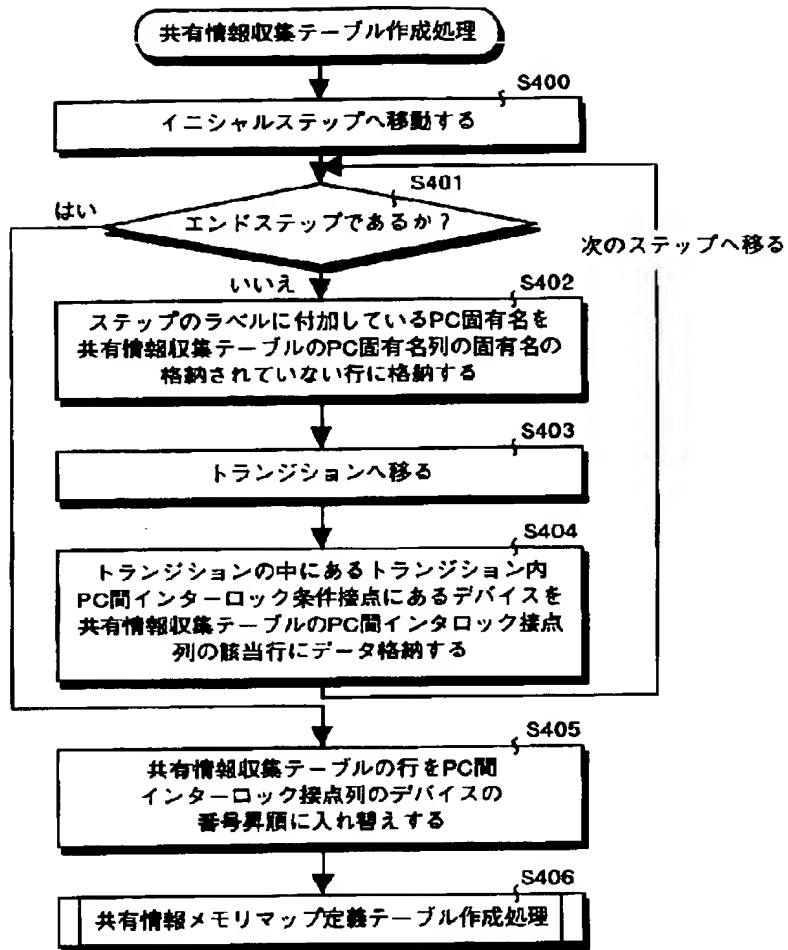 共有情報収集テーブル作成処理
S400
イニシャルステップへ移動する
S401
はい
エンドステップであるか?
次のステップへ移る
いいえ
S402
ステップのラベルに付加しているPC固有名を
共有情報収集テーブルのPC固有名列の固有名の
格納されていない行に格納する
S403
トランジションへ移る
S404
トランジションの中にあるトランジション内
PC間インターロック条件接点にあるデバイスを
共有情報収集テーブルのPC間インタロック接点
列の該当行にデータ格納する
S405
共有情報収集テーブルの行をPC間
インターロック接点列のデバイスの
番号昇順に入れ替えする
S406
共有情報メモリマップ定義テーブル作成処理